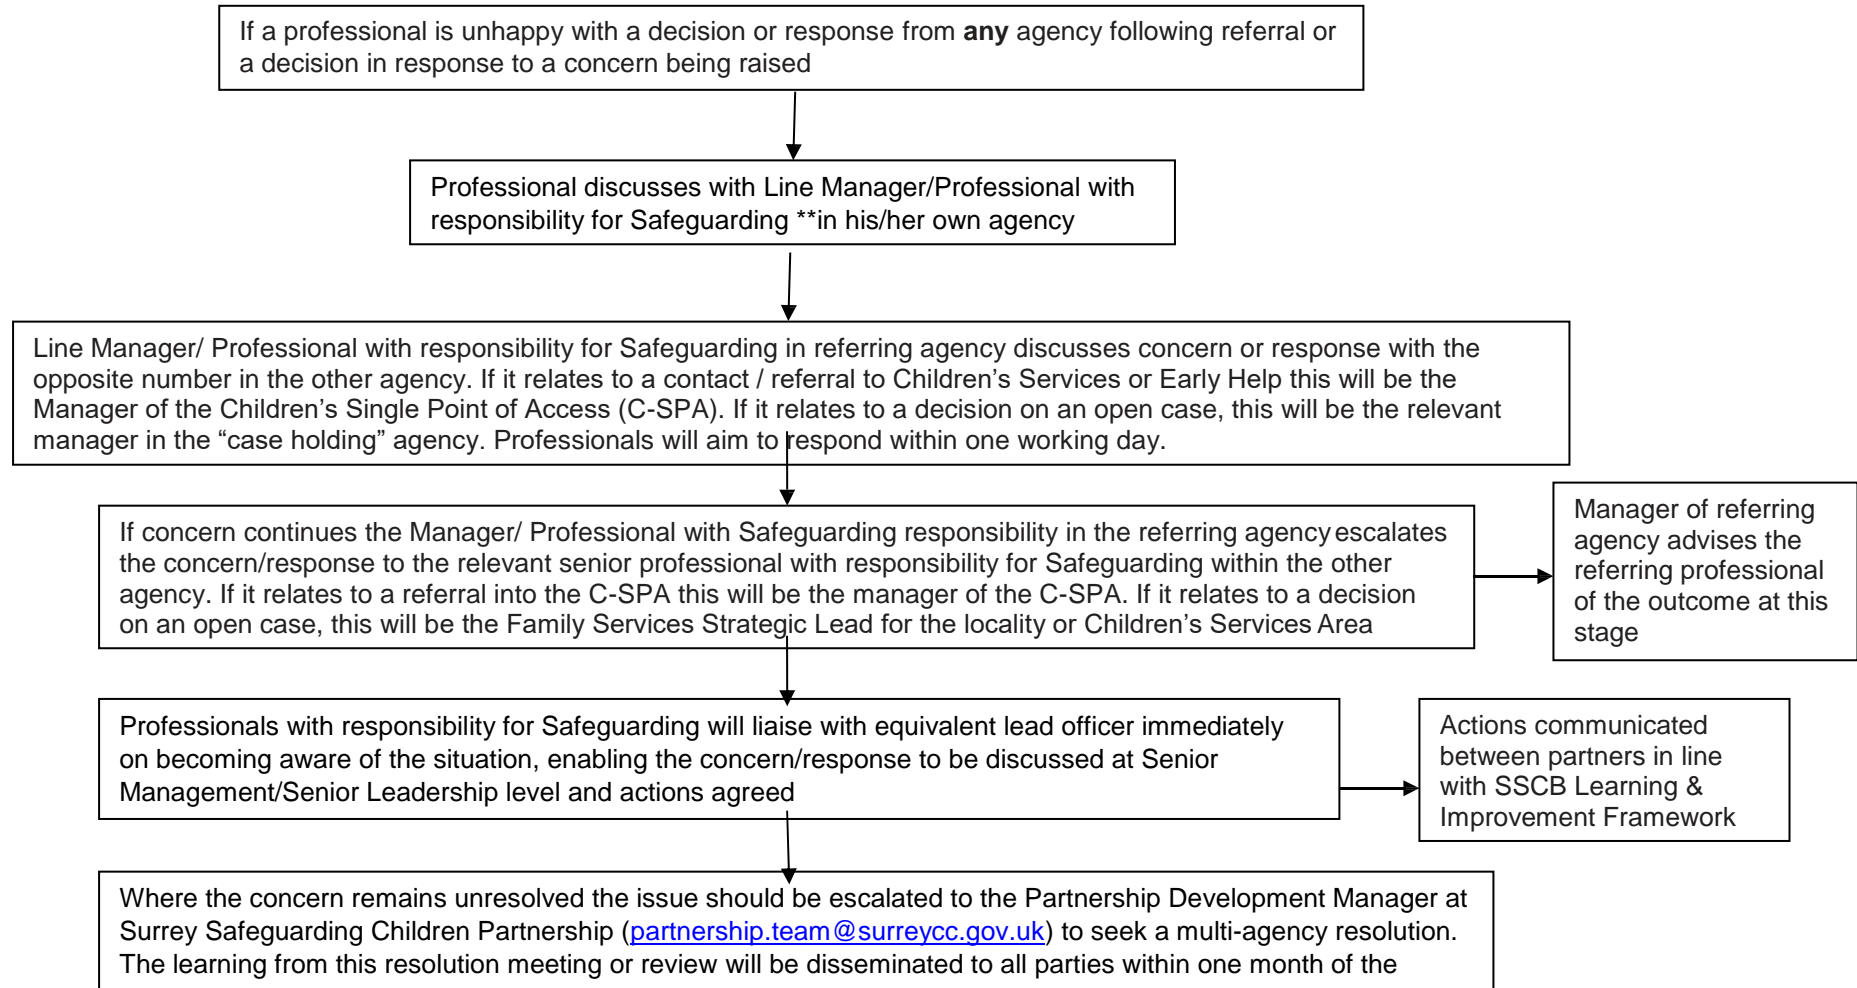 If a professional is unhappy with a decision or response from any agency following referral or
a decision in response to a concern being raised
Professional discusses with Line Manager/Professional with
responsibility for Safeguarding **in his/her own agency
Line Manager/ Professional with responsibility for Safeguarding in referring agency discusses concern or response with the
opposite number in the other agency. If it relates to a contact / referral to Children’s Services or Early Help this will be the
Manager of the Children’s Single Point of Access (C-SPA). If it relates to a decision on an open case, this will be the relevant
manager in the “case holding” agency. Professionals will aim to respond within one working day.
If concern continues the Manager/ Professional with Safeguarding responsibility in the referring agency escalates
the concern/response to the relevant senior professional with responsibility for Safeguarding within the other
agency. If it relates to a referral into the C-SPA this will be the manager of the C-SPA. If it relates to a decision
on an open case, this will be the Family Services Strategic Lead for the locality or Children’s Services Area
Manager of referring
agency advises the
referring professional
of the outcome at this
stage
Professionals with responsibility for Safeguarding will liaise with equivalent lead officer immediately
on becoming aware of the situation, enabling the concern/response to be discussed at Senior
Management/Senior Leadership level and actions agreed
Actions communicated
between partners in line
with SSCB Learning &
Improvement Framework
Where the concern remains unresolved the issue should be escalated to the Partnership Development Manager at
Surrey Safeguarding Children Partnership (partnership.team@surreycc.gov.uk) to seek a multi-agency resolution.
The learning from this resolution meeting or review will be disseminated to all parties within one month of the